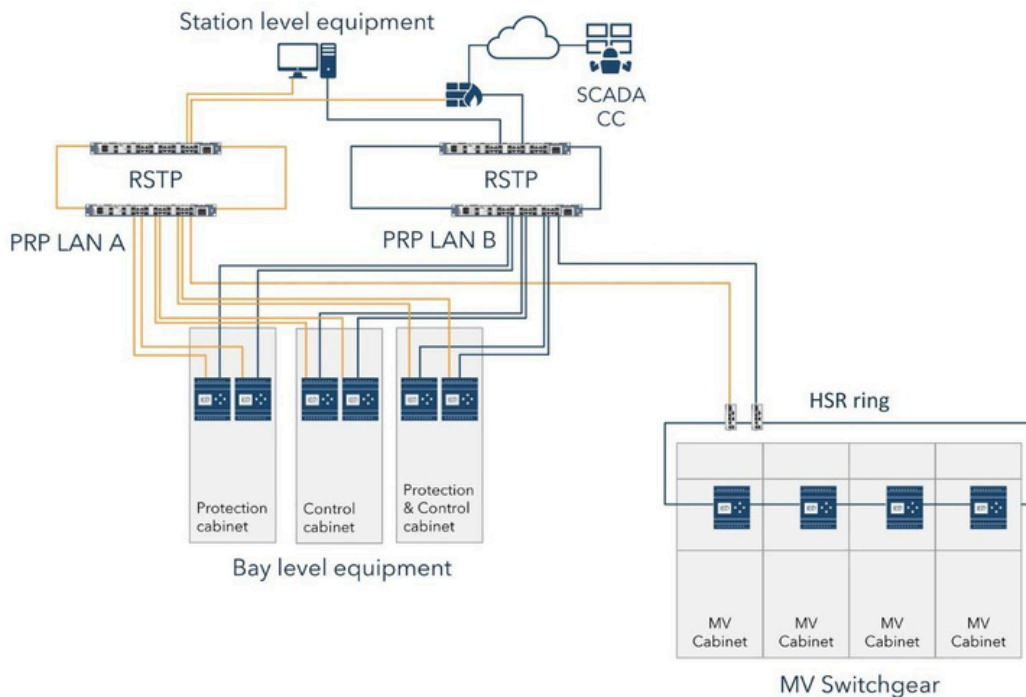 Station level equipment
SCADA
CC
RSTP
RSTP
PRP LAN A
PRP LAN B
HSR ring
Protection
cabinet
Control
cabinet
Protection
& Control
cabinet
Bay level equipment
MV
Cabinet
MV
Cabinet
MV
Cabinet
MV
Cabinet
MV Switchgear